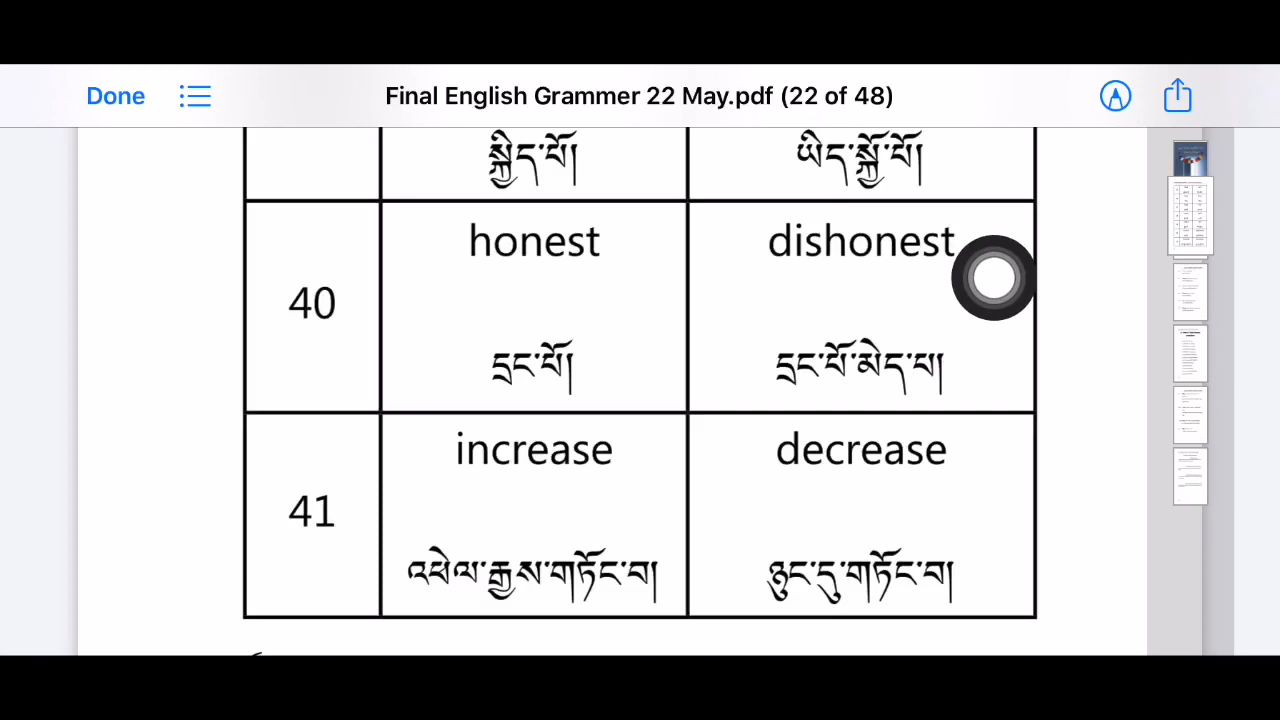 Done
Final English Grammer 22 May.pdf (22 of 48)
སྐྱིད་པོ། ཡིད་སྐྱོ་པོ།
honest dishonest
40
དྲང་པོ། དྲང་པོ་མེད་པ།
increase decrease
41
འཕེལ་རྒྱས་གཏོང་བ། ཉུང་དུ་གཏོང་བ།